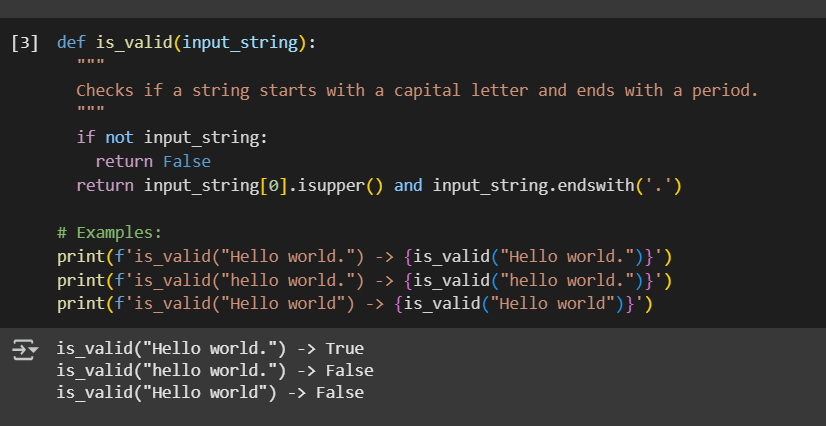 [3] def is_valid(input_string):
"""
Checks if a string starts with a capital letter and ends with a period.
"""
if not input_string:
return False
return input_string[0].isupper() and input_string.endswith('.')
# Examples:
print(f'is_valid("Hello world.") -> {is_valid("Hello world.")}')
print(f'is_valid("hello world.") -> {is_valid("hello world.")}')
print(f'is_valid("Hello world") -> {is_valid("Hello world")}')
is_valid("Hello world.") -> True
is_valid("hello world.") -> False
is_valid("Hello world") -> False